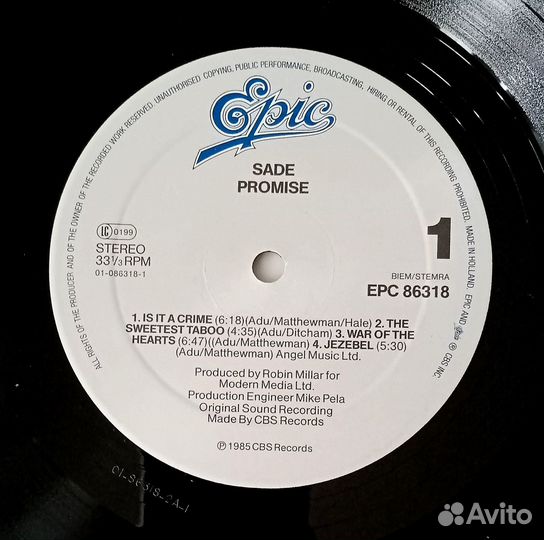 ALL RIGHTS OF THE PRODUCER AND OF THE OWNER OF THE RECORDED WORK RESERVED. UNAUTHORISED COPYING, PUBLIC PERFORMANCE, BROADCASTING, HIRING OR RENTAL OF THIS RECORDING PROHIBITED. MADE IN HOLLAND. EPIC AND Epic ℗ CBS INC.
Epic
SADE
PROMISE
LC 0199
STEREO
33⅓ RPM
01-086318-1
1
BIEM/STEMRA
EPC 86318
1. IS IT A CRIME (6:18)(Adu/Matthewman/Hale) 2. THE
SWEETEST TABOO (4:35)(Adu/Ditcham) 3. WAR OF THE
HEARTS (6:47)((Adu/Matthewman) 4. JEZEBEL (5:30)
(Adu/Matthewman) Angel Music Ltd.
Produced by Robin Millar for
Modern Media Ltd.
Production Engineer Mike Pela
Original Sound Recording
Made By CBS Records
℗ 1985 CBS Records
01-86318-2A-1
Avito